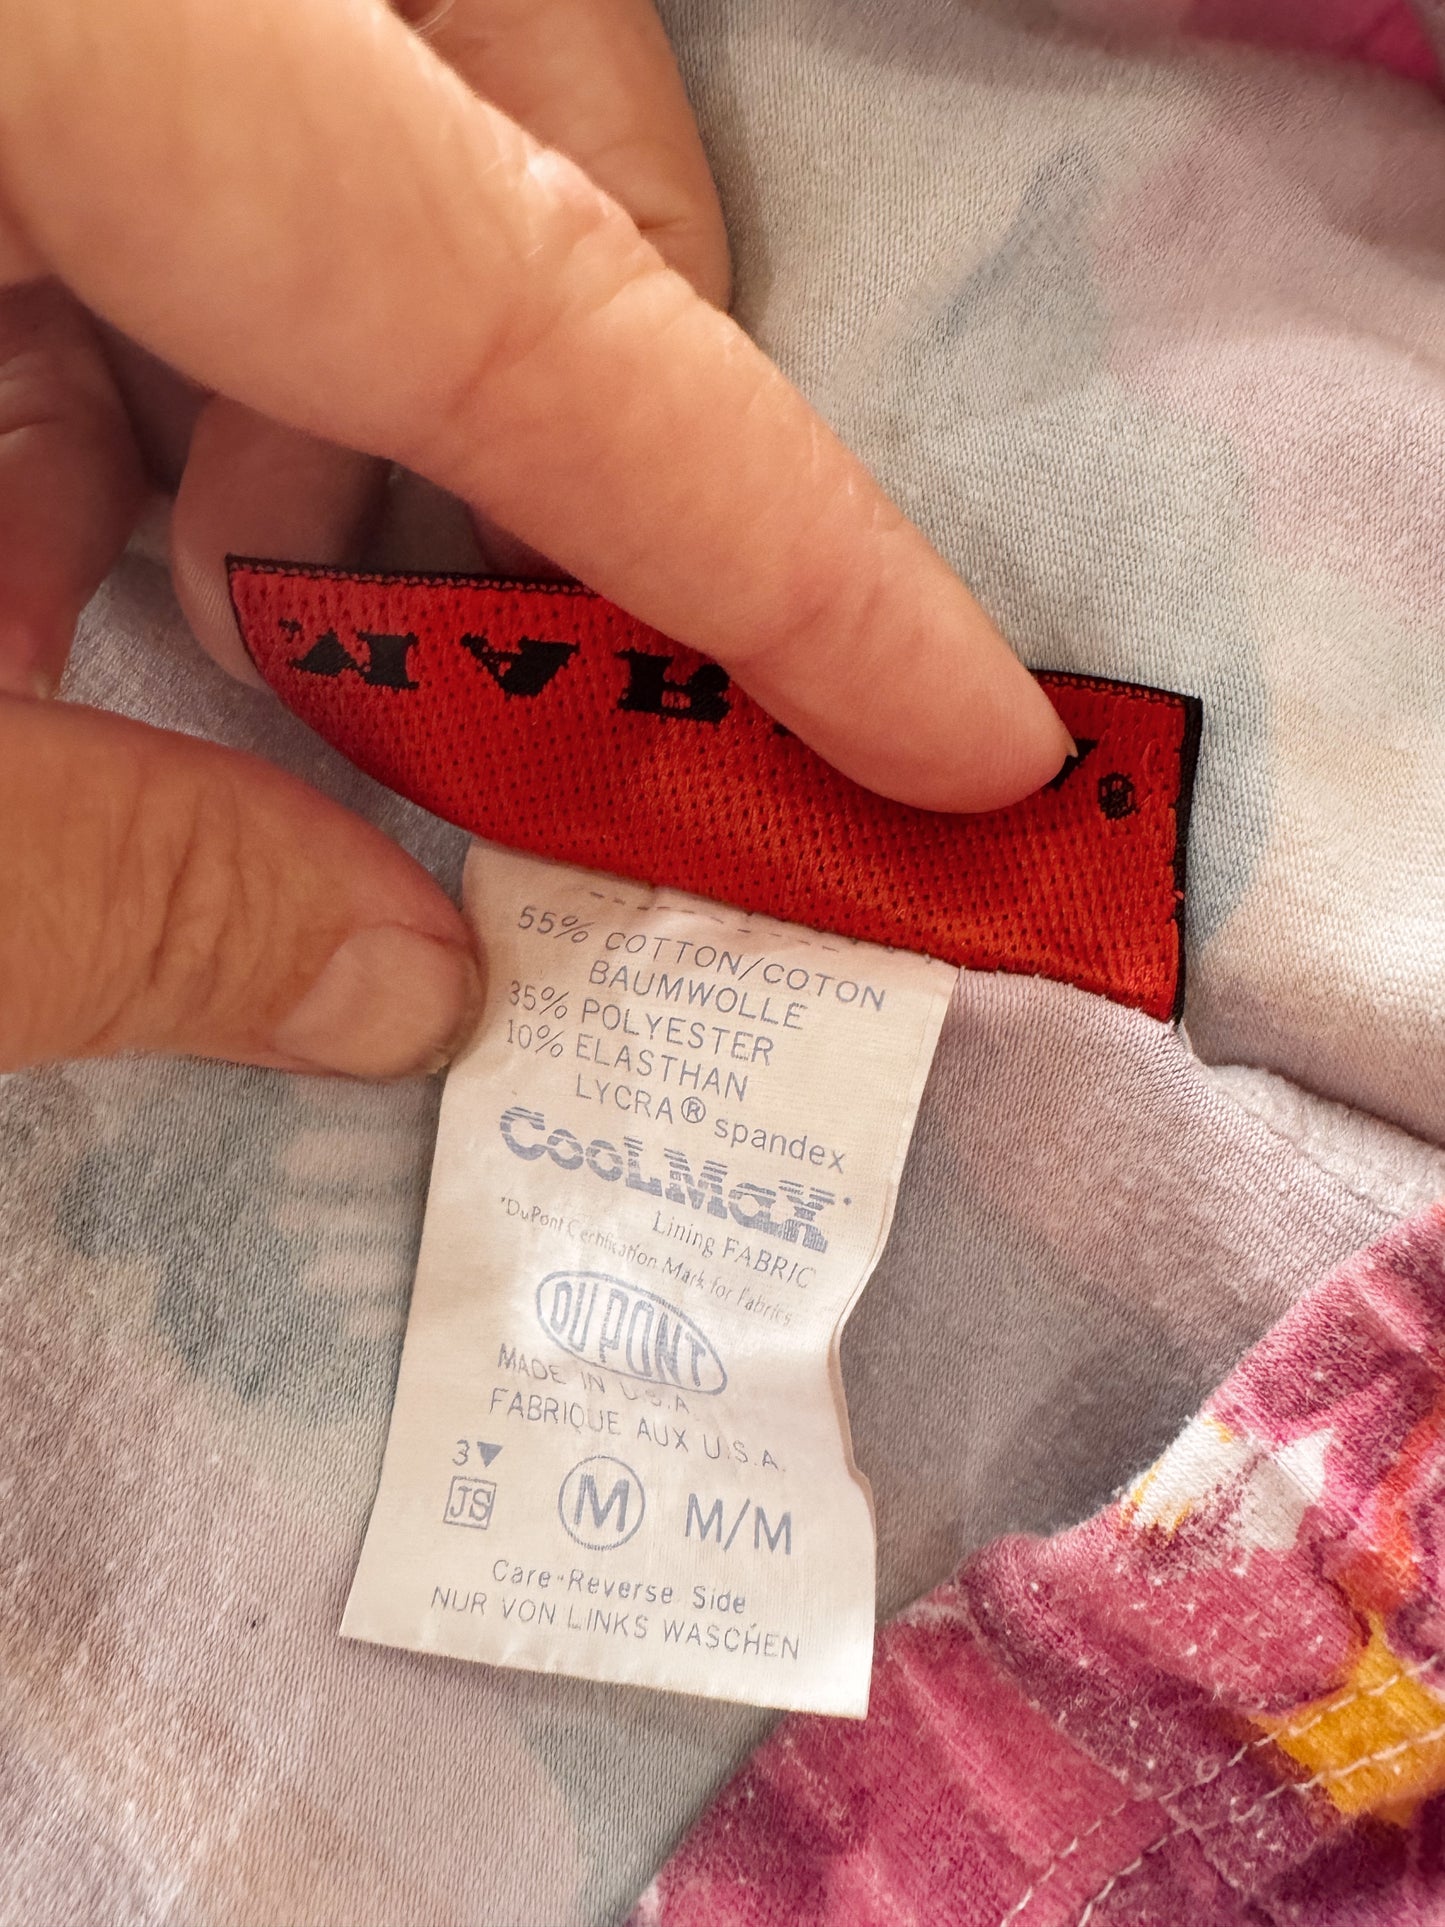 55% COTTON/COTON
BAUMWOLLE
35% POLYESTER
10% ELASTHAN
LYCRA® spandex
COOLMAX*
Lining FABRIC
*DuPont Certification Mark for Fabrics
DU PONT
MADE IN U.S.A.
FABRIQUE AUX U.S.A.
3▼
JS M M/M
Care-Reverse Side
NUR VON LINKS WASCHEN